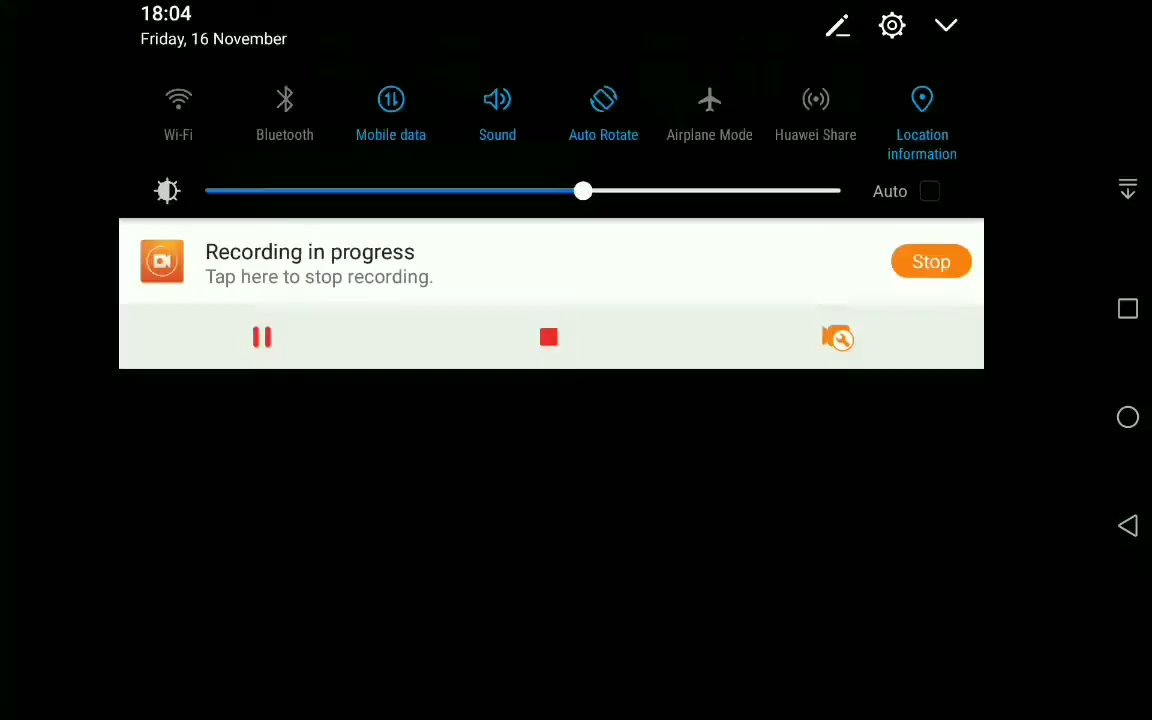 18:04
Friday, 16 November
Wi-Fi
Bluetooth
Mobile data
Sound
Auto Rotate
Airplane Mode
Huawei Share
Location
information
Auto
Recording in progress
Tap here to stop recording.
Stop